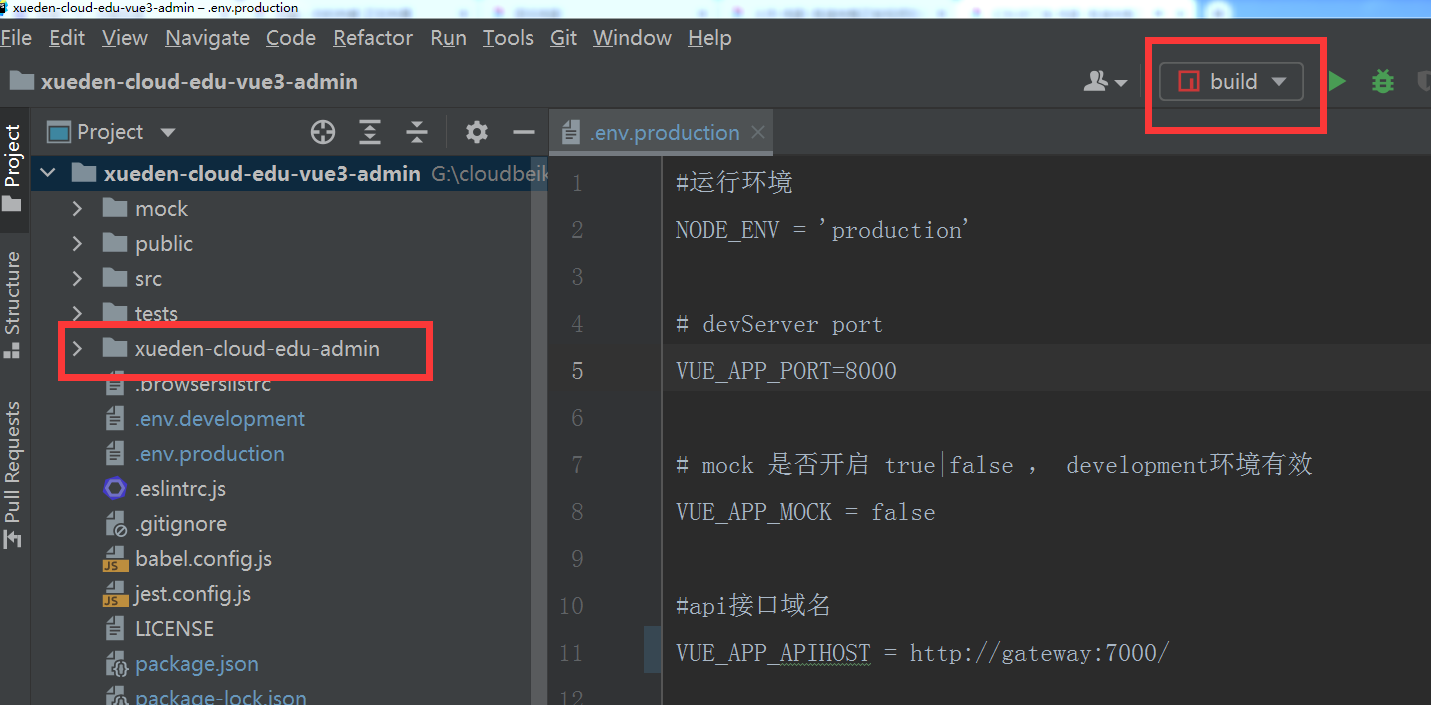 xueden-cloud-edu-vue3-admin – .env.production
File Edit View Navigate Code Refactor Run Tools Git Window Help
xueden-cloud-edu-vue3-admin
build
Project
.env.production
Project
Structure
Pull Requests
xueden-cloud-edu-vue3-admin G:\cloudbeik
mock
public
src
tests
xueden-cloud-edu-admin
.browserslistrc
.env.development
.env.production
.eslintrc.js
.gitignore
babel.config.js
jest.config.js
LICENSE
package.json
package-lock.json
1 #运行环境
2 NODE_ENV = 'production'
3
4 # devServer port
5 VUE_APP_PORT=8000
6
7 # mock 是否开启 true|false ， development环境有效
8 VUE_APP_MOCK = false
9
10 #api接口域名
11 VUE_APP_APIHOST = http://gateway:7000/
12